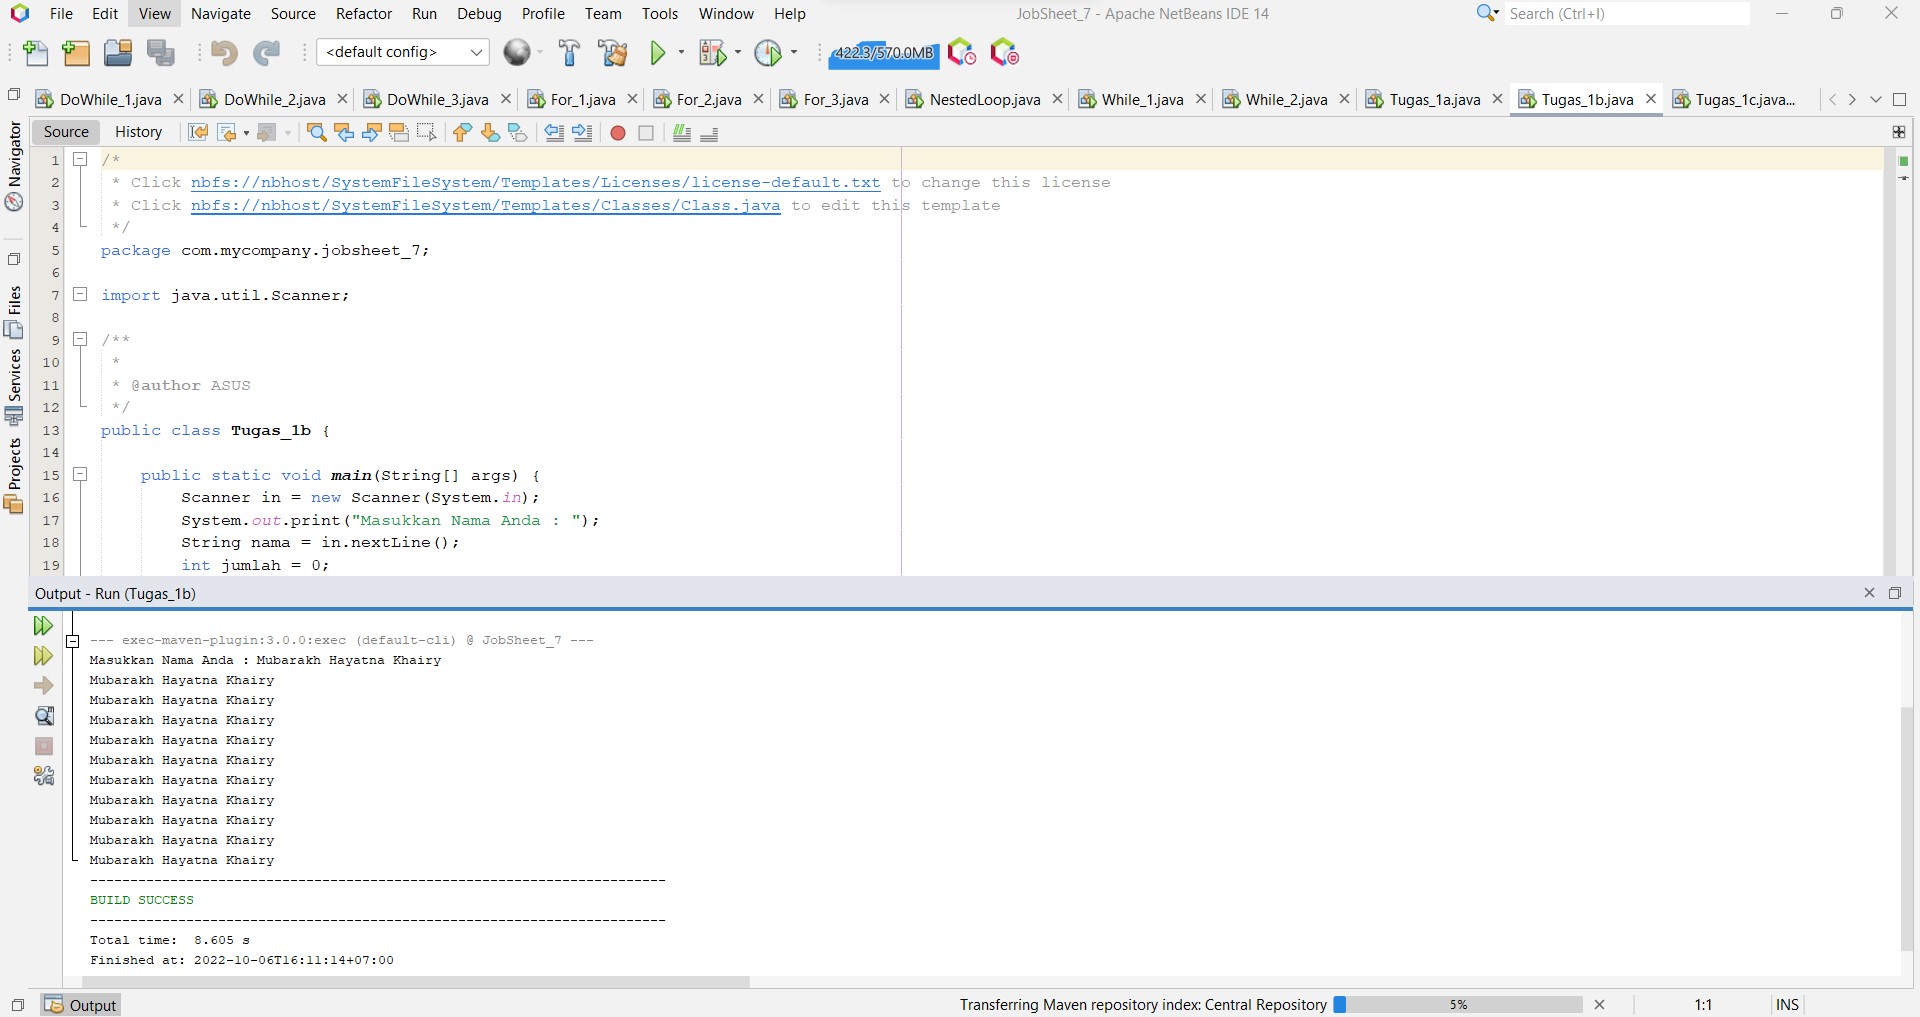 File Edit View Navigate Source Refactor Run Debug Profile Team Tools Window Help JobSheet_7 - Apache NetBeans IDE 14 Search (Ctrl+I)
<default config> 422.3/570.0MB
DoWhile_1.java DoWhile_2.java DoWhile_3.java For_1.java For_2.java For_3.java NestedLoop.java While_1.java While_2.java Tugas_1a.java Tugas_1b.java Tugas_1c.java...
Source History
Navigator
Files
Services
Projects
1 /*
2 * Click nbfs://nbhost/SystemFileSystem/Templates/Licenses/license-default.txt to change this license
3 * Click nbfs://nbhost/SystemFileSystem/Templates/Classes/Class.java to edit this template
4 */
5 package com.mycompany.jobsheet_7;
6
7 import java.util.Scanner;
8
9 /**
10 *
11 * @author ASUS
12 */
13 public class Tugas_1b {
14
15 public static void main(String[] args) {
16 Scanner in = new Scanner(System.in);
17 System.out.print("Masukkan Nama Anda : ");
18 String nama = in.nextLine();
19 int jumlah = 0;
Output - Run (Tugas_1b)
--- exec-maven-plugin:3.0.0:exec (default-cli) @ JobSheet_7 ---
Masukkan Nama Anda : Mubarakh Hayatna Khairy
Mubarakh Hayatna Khairy
Mubarakh Hayatna Khairy
Mubarakh Hayatna Khairy
Mubarakh Hayatna Khairy
Mubarakh Hayatna Khairy
Mubarakh Hayatna Khairy
Mubarakh Hayatna Khairy
Mubarakh Hayatna Khairy
Mubarakh Hayatna Khairy
Mubarakh Hayatna Khairy
------------------------------------------------------------------------
BUILD SUCCESS
------------------------------------------------------------------------
Total time: 8.605 s
Finished at: 2022-10-06T16:11:14+07:00
Output Transferring Maven repository index: Central Repository 5% 1:1 INS